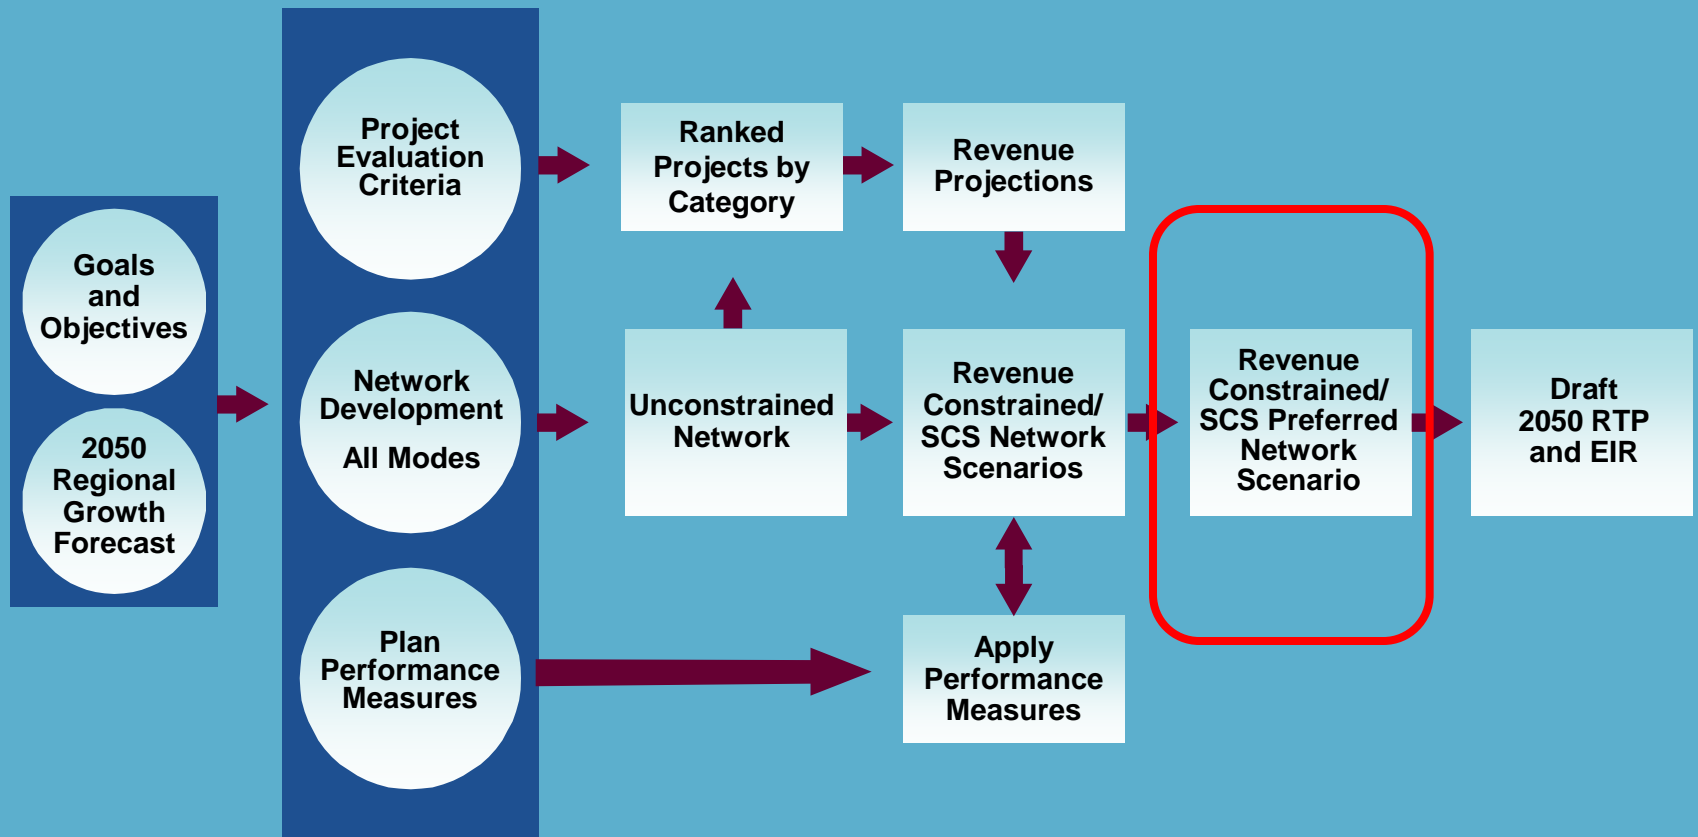 Goals
and
Objectives
2050
Regional
Growth
Forecast
Project
Evaluation
Criteria
Network
Development
All Modes
Plan
Performance
Measures
Ranked
Projects by
Category
Revenue
Projections
Unconstrained
Network
Revenue
Constrained/
SCS Network
Scenarios
Apply
Performance
Measures
Revenue
Constrained/
SCS Preferred
Network
Scenario
Draft
2050 RTP
and EIR